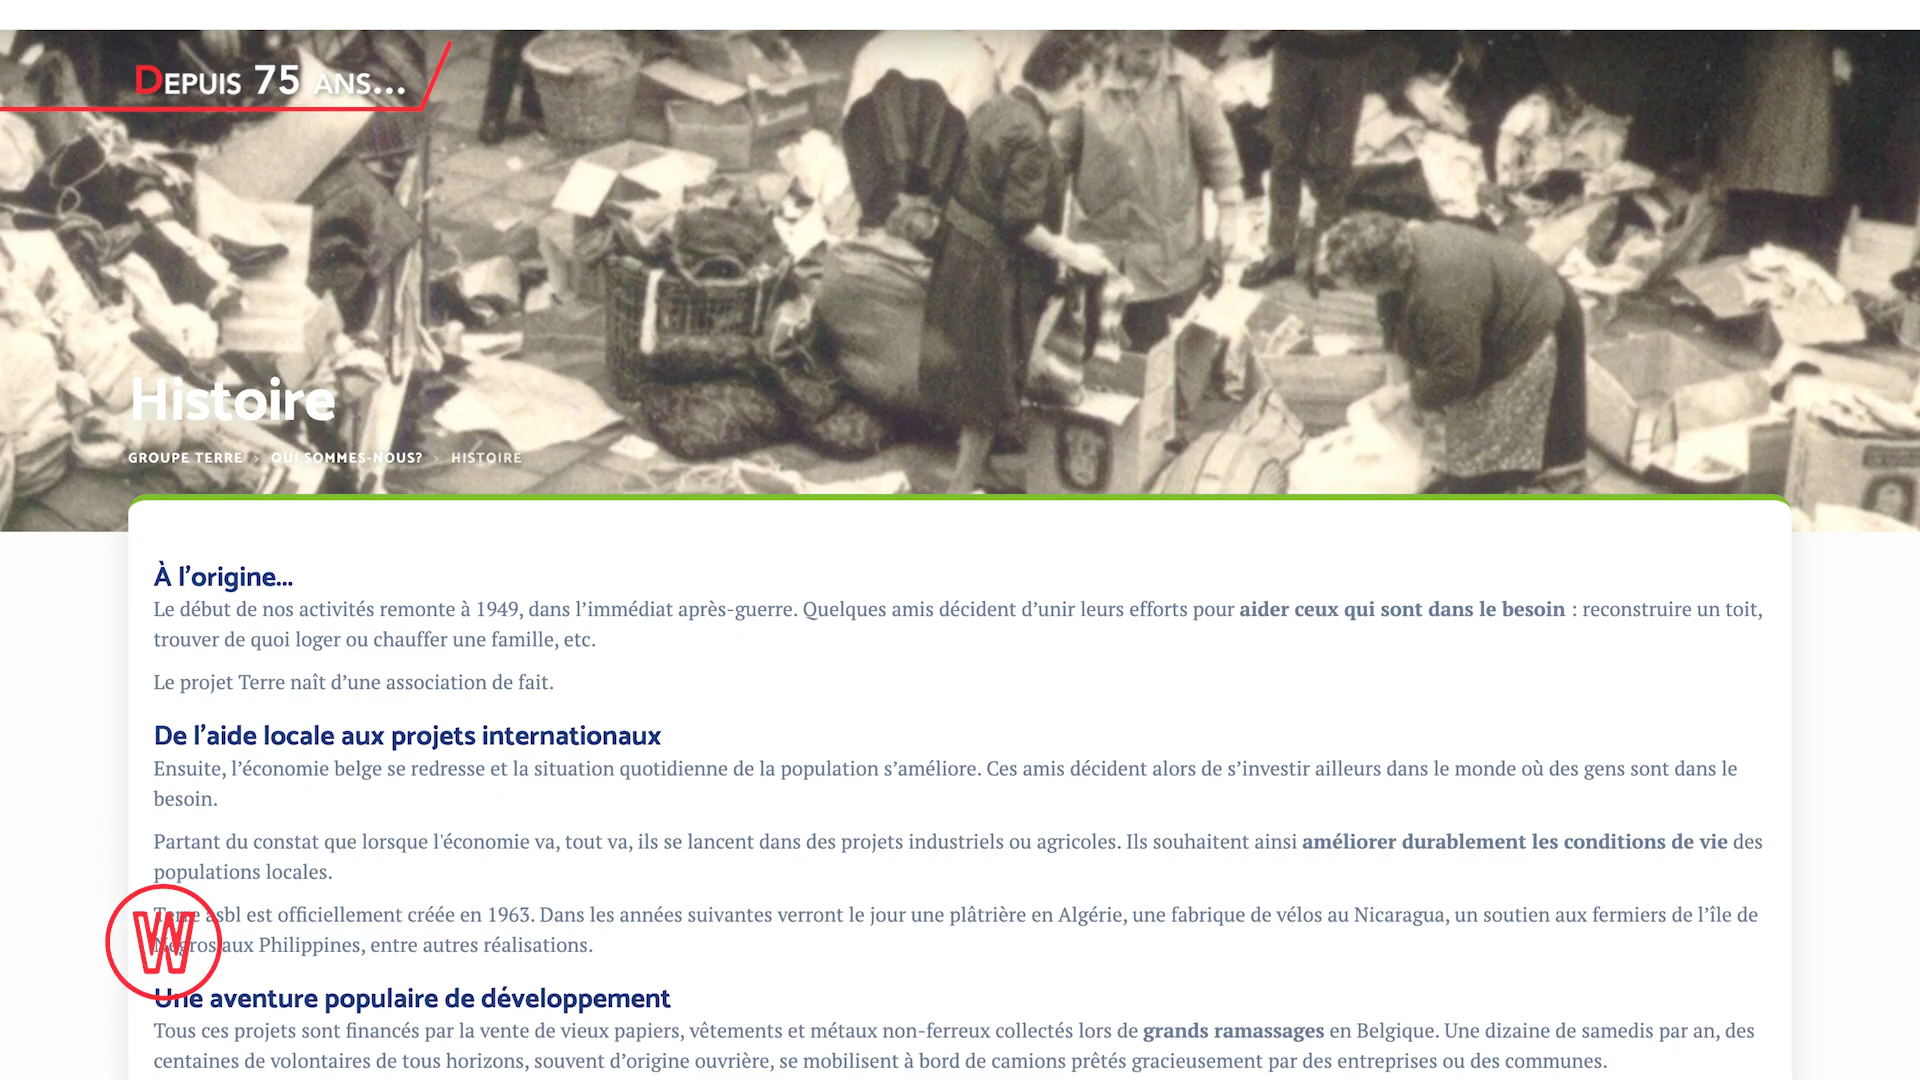 DEPUIS 75 ANS...
Histoire
GROUPE TERRE > QUI SOMMES-NOUS? > HISTOIRE
À l'origine...
Le début de nos activités remonte à 1949, dans l’immédiat après-guerre. Quelques amis décident d’unir leurs efforts pour aider ceux qui sont dans le besoin : reconstruire un toit,
trouver de quoi loger ou chauffer une famille, etc.
Le projet Terre naît d’une association de fait.
De l’aide locale aux projets internationaux
Ensuite, l’économie belge se redresse et la situation quotidienne de la population s’améliore. Ces amis décident alors de s’investir ailleurs dans le monde où des gens sont dans le
besoin.
Partant du constat que lorsque l'économie va, tout va, ils se lancent dans des projets industriels ou agricoles. Ils souhaitent ainsi améliorer durablement les conditions de vie des
populations locales.
Terre asbl est officiellement créée en 1963. Dans les années suivantes verront le jour une plâtrière en Algérie, une fabrique de vélos au Nicaragua, un soutien aux fermiers de l’île de
Negros aux Philippines, entre autres réalisations.
W
Une aventure populaire de développement
Tous ces projets sont financés par la vente de vieux papiers, vêtements et métaux non-ferreux collectés lors de grands ramassages en Belgique. Une dizaine de samedis par an, des
centaines de volontaires de tous horizons, souvent d’origine ouvrière, se mobilisent à bord de camions prêtés gracieusement par des entreprises ou des communes.